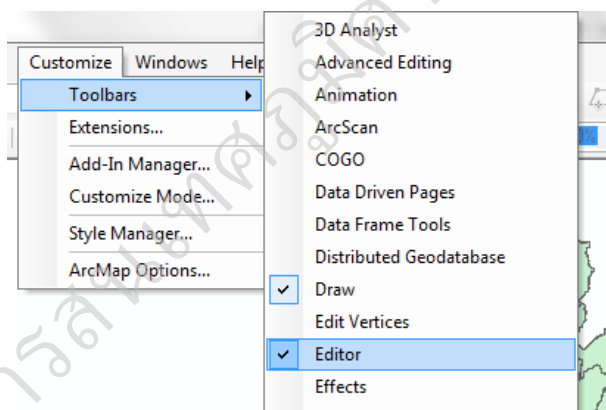 Customize Windows Help
Toolbars
Extensions...
Add-In Manager...
Customize Mode...
Style Manager...
ArcMap Options...
3D Analyst
Advanced Editing
Animation
ArcScan
COGO
Data Driven Pages
Data Frame Tools
Distributed Geodatabase
Draw
Edit Vertices
Editor
Effects